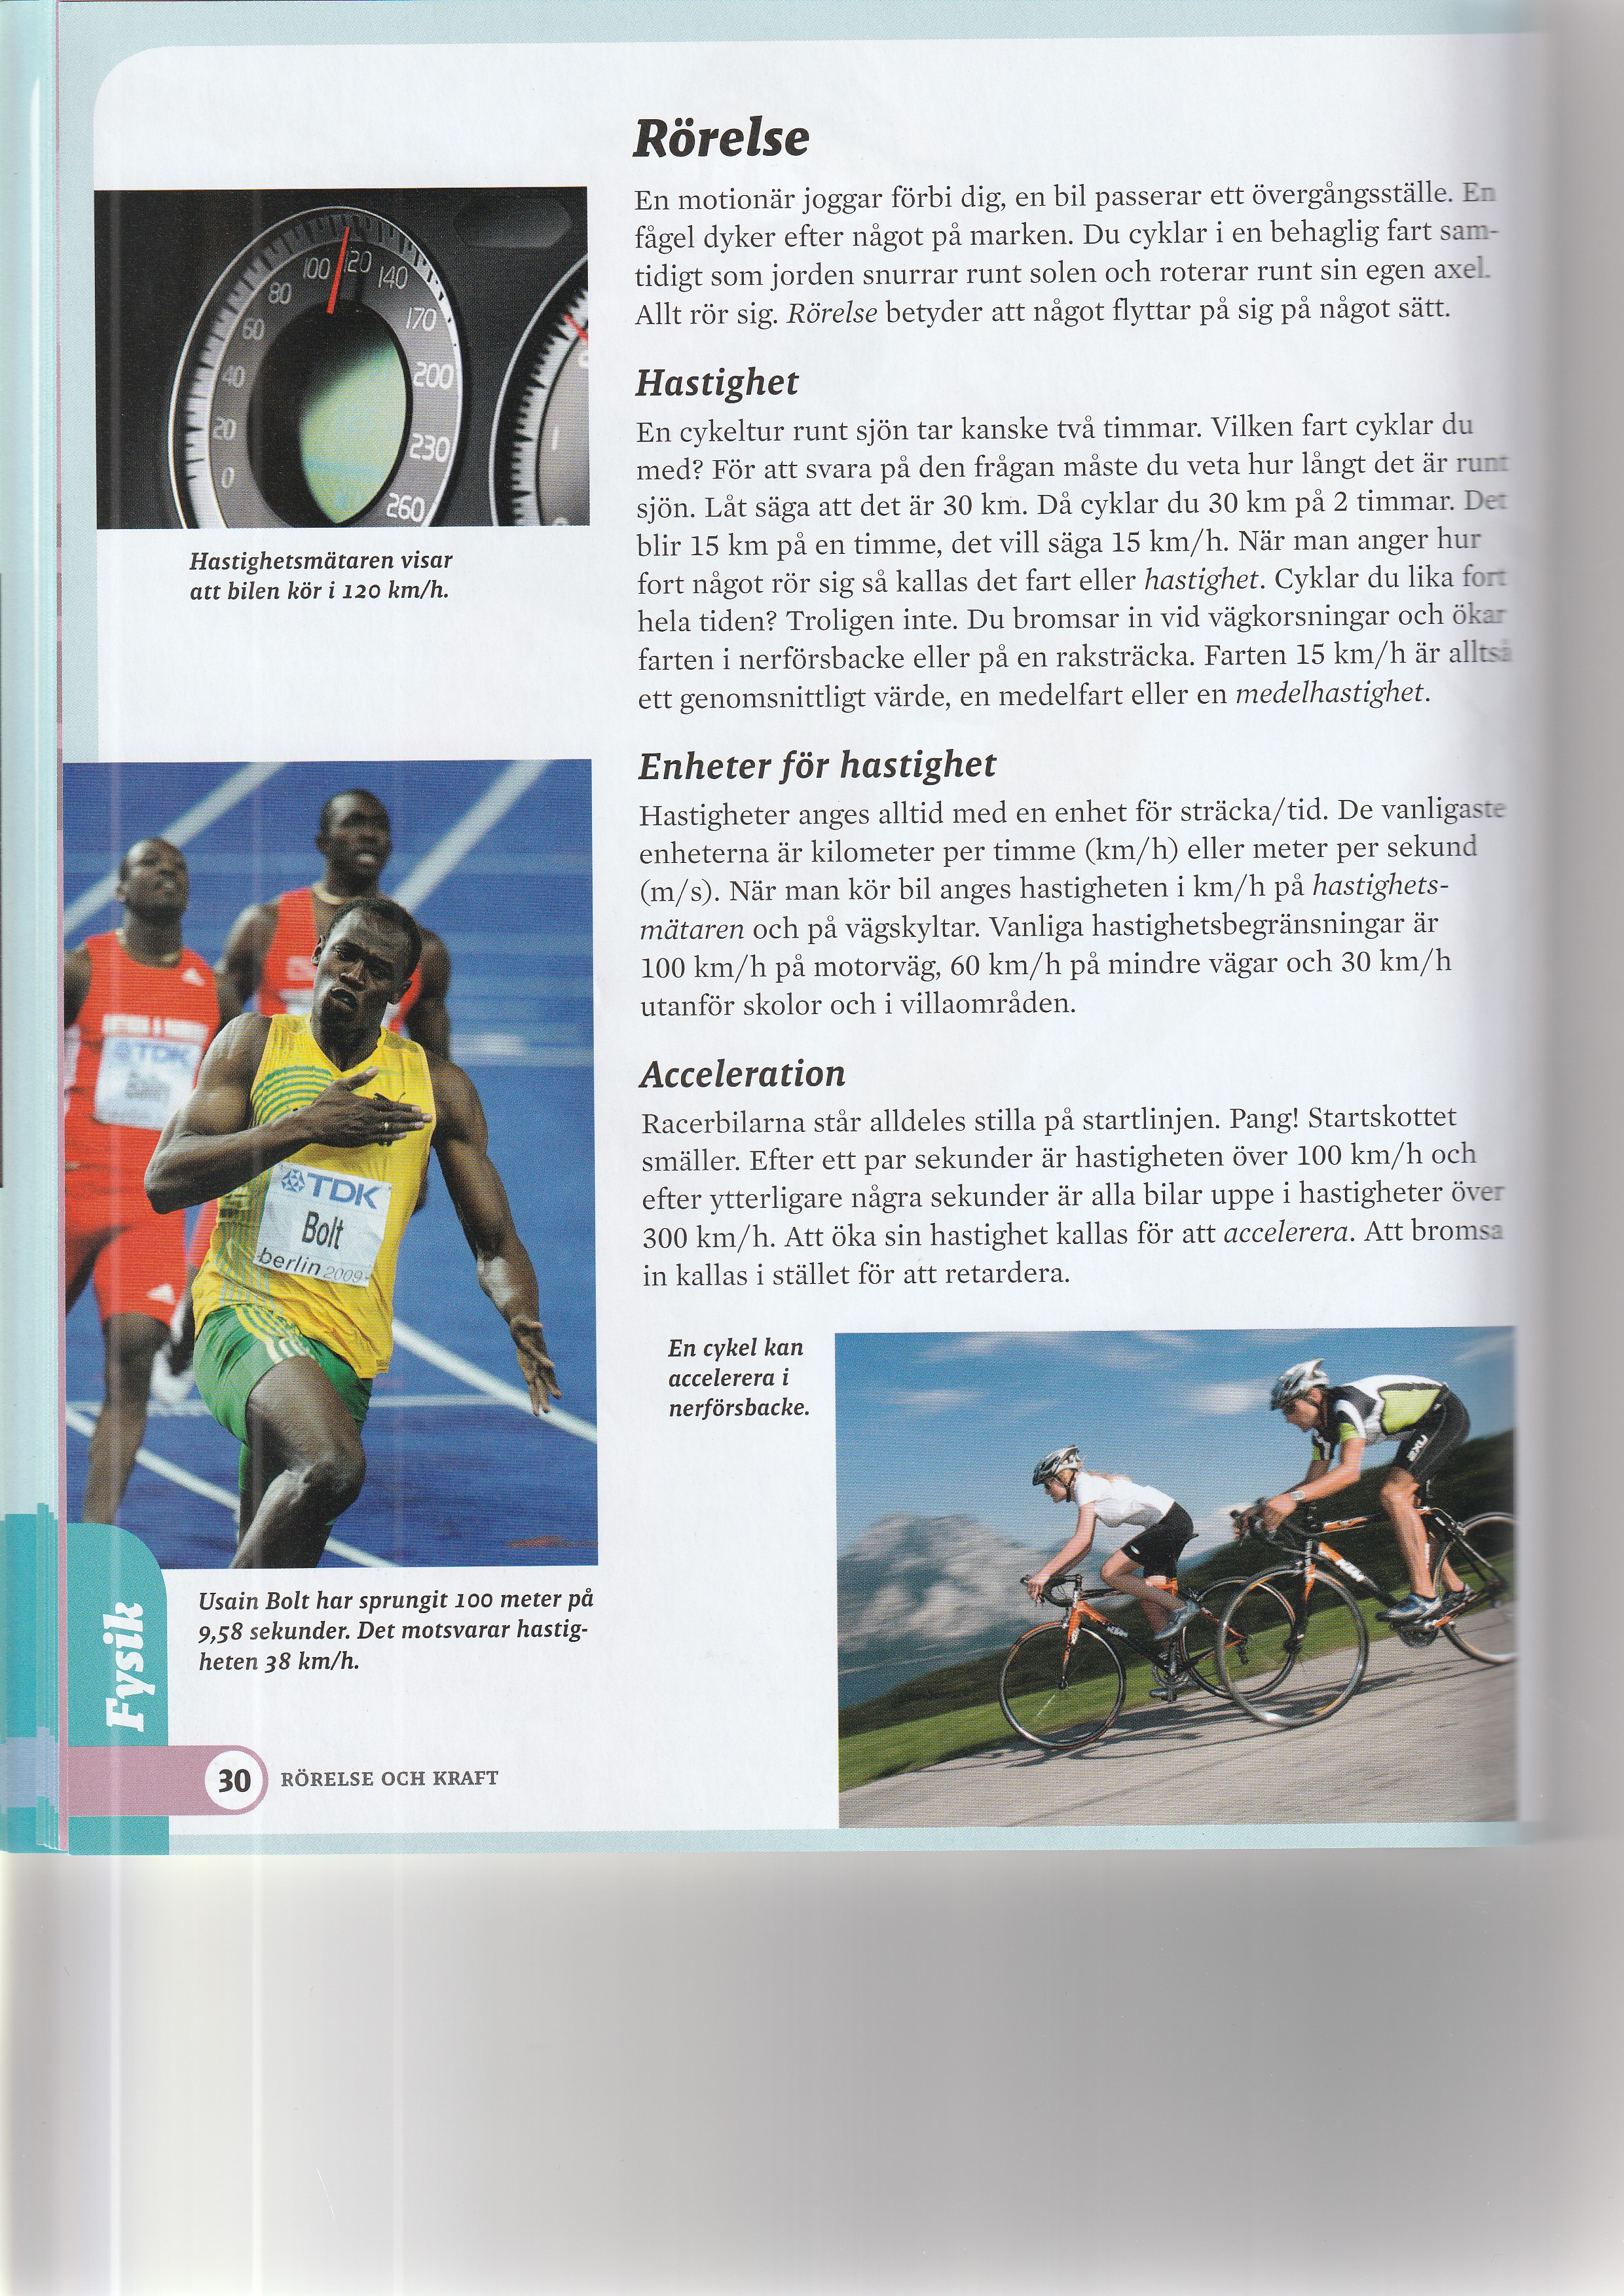 Rörelse
En motionär joggar förbi dig, en bil passerar ett övergångsställe. En
fågel dyker efter något på marken. Du cyklar i en behaglig fart sam-
tidigt som jorden snurrar runt solen och roterar runt sin egen axel.
Allt rör sig. Rörelse betyder att något flyttar på sig på något sätt.
Hastighet
En cykeltur runt sjön tar kanske två timmar. Vilken fart cyklar du
med? För att svara på den frågan måste du veta hur långt det är runt
sjön. Låt säga att det är 30 km. Då cyklar du 30 km på 2 timmar. Det
blir 15 km på en timme, det vill säga 15 km/h. När man anger hur
fort något rör sig så kallas det fart eller hastighet. Cyklar du lika fort
hela tiden? Troligen inte. Du bromsar in vid vägkorsningar och ökar
farten i nerförsbacke eller på en raksträcka. Farten 15 km/h är alltså
ett genomsnittligt värde, en medelfart eller en medelhastighet.
Enheter för hastighet
Hastigheter anges alltid med en enhet för sträcka/tid. De vanligaste
enheterna är kilometer per timme (km/h) eller meter per sekund
(m/s). När man kör bil anges hastigheten i km/h på hastighets-
mätaren och på vägskyltar. Vanliga hastighetsbegränsningar är
100 km/h på motorväg, 60 km/h på mindre vägar och 30 km/h
utanför skolor och i villaområden.
Acceleration
Racerbilarna står alldeles stilla på startlinjen. Pang! Startskottet
smäller. Efter ett par sekunder är hastigheten över 100 km/h och
efter ytterligare några sekunder är alla bilar uppe i hastigheter över
300 km/h. Att öka sin hastighet kallas för att accelerera. Att bromsa
in kallas i stället för att retardera.
En cykel kan
accelerera i
nerförsbacke.
0
20
40
60
80
100
120
140
170
200
230
260
1
Hastighetsmätaren visar
att bilen kör i 120 km/h.
TDK
TDK
Bolt
berlin 2009
Usain Bolt har sprungit 100 meter på
9,58 sekunder. Det motsvarar hastig-
heten 38 km/h.
Fysik
30 RÖRELSE OCH KRAFT